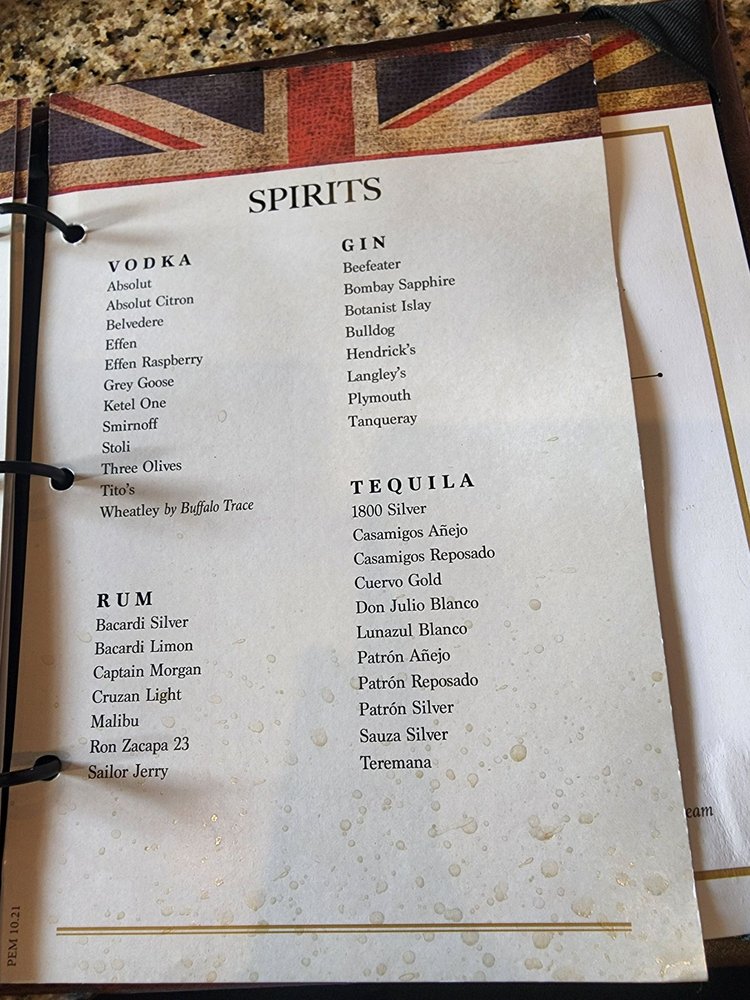 SPIRITS
VODKA
Absolut
Absolut Citron
Belvedere
Effen
Effen Raspberry
Grey Goose
Ketel One
Smirnoff
Stoli
Three Olives
Tito's
Wheatley by Buffalo Trace
RUM
Bacardi Silver
Bacardi Limon
Captain Morgan
Cruzan Light
Malibu
Ron Zacapa 23
Sailor Jerry
GIN
Beefeater
Bombay Sapphire
Botanist Islay
Bulldog
Hendrick's
Langley's
Plymouth
Tanqueray
TEQUILA
1800 Silver
Casamigos Añejo
Casamigos Reposado
Cuervo Gold
Don Julio Blanco
Lunazul Blanco
Patrón Añejo
Patrón Reposado
Patrón Silver
Sauza Silver
Teremana
PEM 10.21